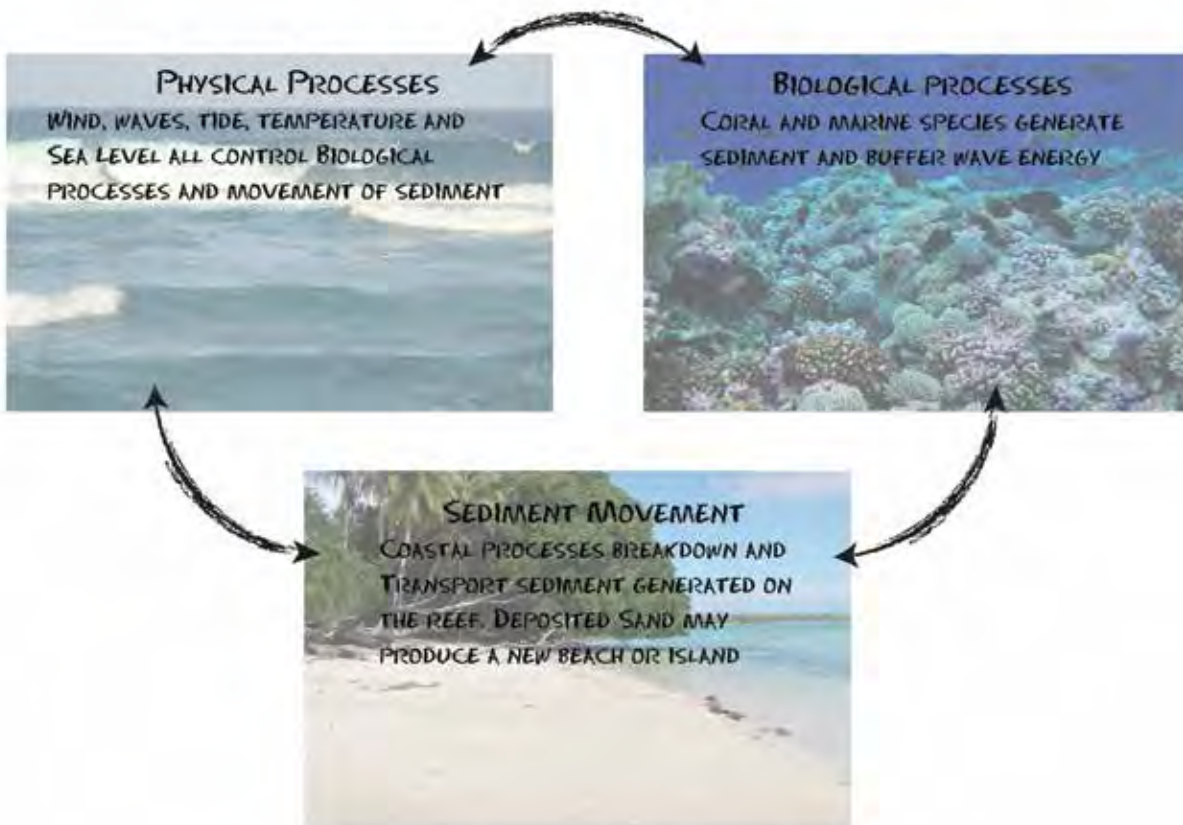 Physical Processes
Wind, waves, tide, temperature and
Sea Level all control Biological
processes and movement of sediment
Biological processes
Coral and marine species generate
sediment and buffer wave energy
Sediment Movement
Coastal processes breakdown and
Transport sediment generated on
the reef. Deposited Sand may
produce a new beach or island